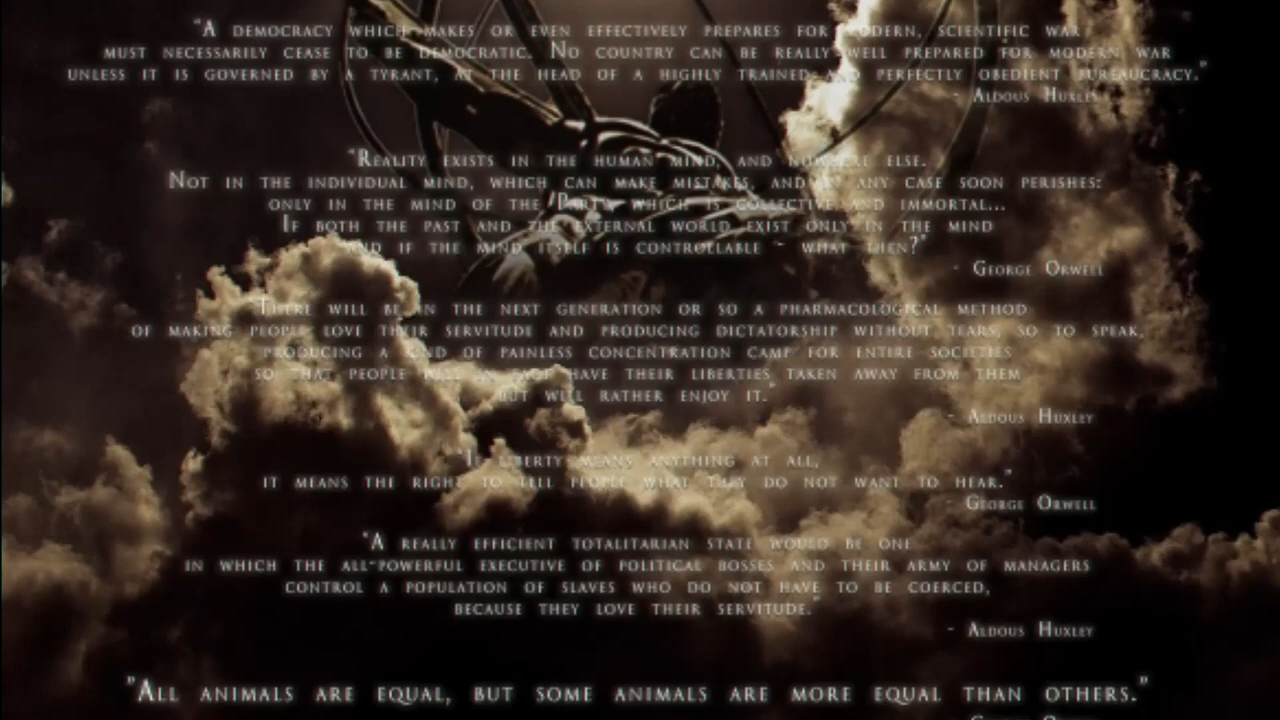 "A democracy which makes or even effectively prepares for modern, scientific war
must necessarily cease to be democratic. No country can be really well prepared for modern war
unless it is governed by a tyrant, at the head of a highly trained and perfectly obedient bureaucracy."
- Aldous Huxley
"Reality exists in the human mind, and nowhere else.
Not in the individual mind, which can make mistakes, and in any case soon perishes:
only in the mind of the Party, which is collective and immortal...
If both the past and the external world exist only in the mind
and if the mind itself is controllable - what then?"
- George Orwell
There will be in the next generation or so a pharmacological method
of making people love their servitude and producing dictatorship without tears, so to speak,
producing a kind of painless concentration camp for entire societies
so that people will in fact have their liberties taken away from them
but will rather enjoy it."
- Aldous Huxley
"If liberty means anything at all,
it means the right to tell people what they do not want to hear."
- George Orwell
"A really efficient totalitarian state would be one
in which the all-powerful executive of political bosses and their army of managers
control a population of slaves who do not have to be coerced,
because they love their servitude."
- Aldous Huxley
"All animals are equal, but some animals are more equal than others."